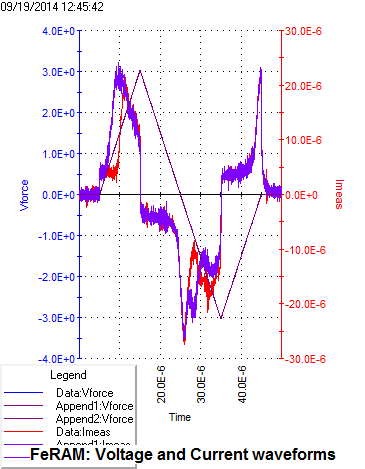 09/19/2014 12:45:42
4.0E+0
3.0E+0
2.0E+0
1.0E+0
0.0E+0
-1.0E+0
-2.0E+0
-3.0E+0
-4.0E+0
Vforce
30.0E-6
20.0E-6
10.0E-6
0.0E+0
-10.0E-6
-20.0E-6
-30.0E-6
Imeas
20.0E-6
30.0E-6
40.0E-6
Time
Legend
Data:Vforce
Append1:Vforce
Append2:Vforce
Data:Imeas
Append1:Imeas
FeRAM: Voltage and Current waveforms